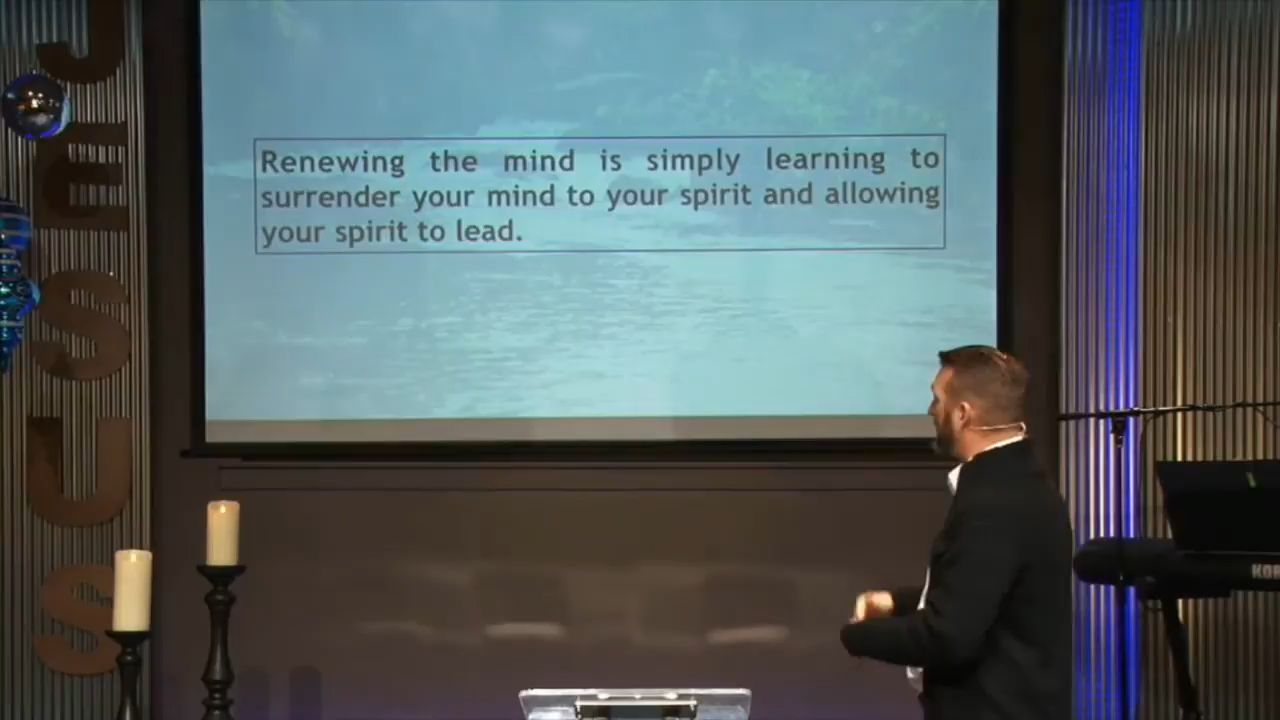 JESUS
Renewing the mind is simply learning to
surrender your mind to your spirit and allowing
your spirit to lead.
KOR